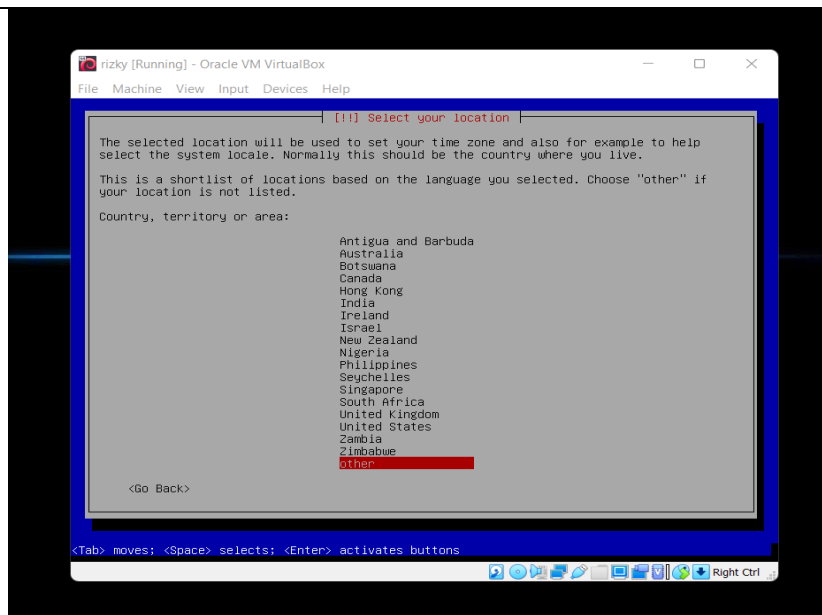 rizky [Running] - Oracle VM VirtualBox
File Machine View Input Devices Help
[!!] Select your location
The selected location will be used to set your time zone and also for example to help
select the system locale. Normally this should be the country where you live.
This is a shortlist of locations based on the language you selected. Choose "other" if
your location is not listed.
Country, territory or area:
Antigua and Barbuda
Australia
Botswana
Canada
Hong Kong
India
Ireland
Israel
New Zealand
Nigeria
Philippines
Seychelles
Singapore
South Africa
United Kingdom
United States
Zambia
Zimbabwe
other
<Go Back>
<Tab> moves; <Space> selects; <Enter> activates buttons
Right Ctrl